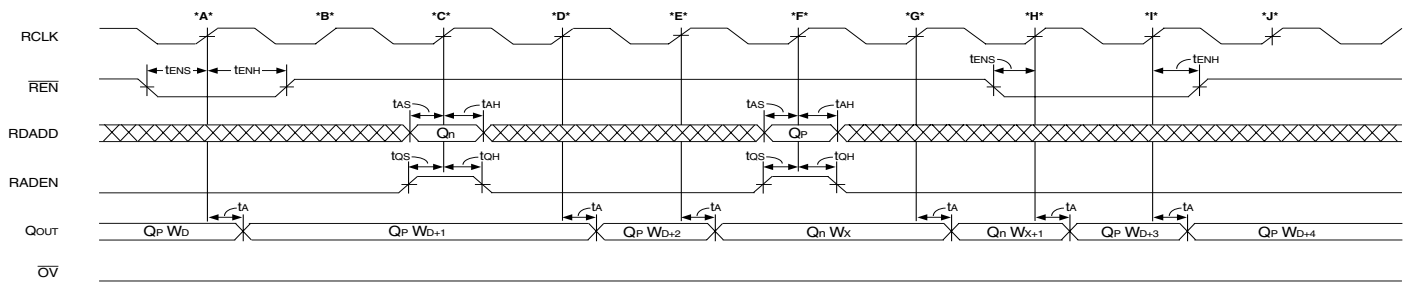 *A* *B* *C* *D* *E* *F* *G* *H* *I* *J*
RCLK
tENS tENH tENS tENH
REN
tAS tAH tAS tAH
RDADD Qn QP
tQS tQH tQS tQH
RADEN
tA tA tA tA tA tA
QOUT QP WD QP WD+1 QP WD+2 Qn WX Qn WX+1 QP WD+3 QP WD+4
OV